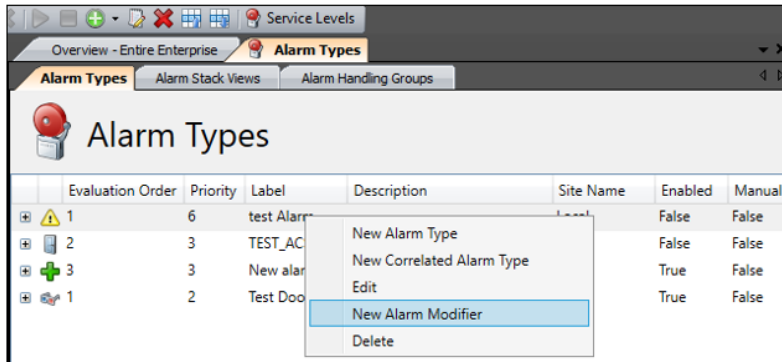 Service Levels
Overview - Entire Enterprise Alarm Types
Alarm Types Alarm Stack Views Alarm Handling Groups
Alarm Types
Evaluation Order Priority Label Description Site Name Enabled Manual
1 6 test Alarm Local False False
2 3 TEST_AC False False
3 3 New alar True False
1 2 Test Doo True False
New Alarm Type
New Correlated Alarm Type
Edit
New Alarm Modifier
Delete